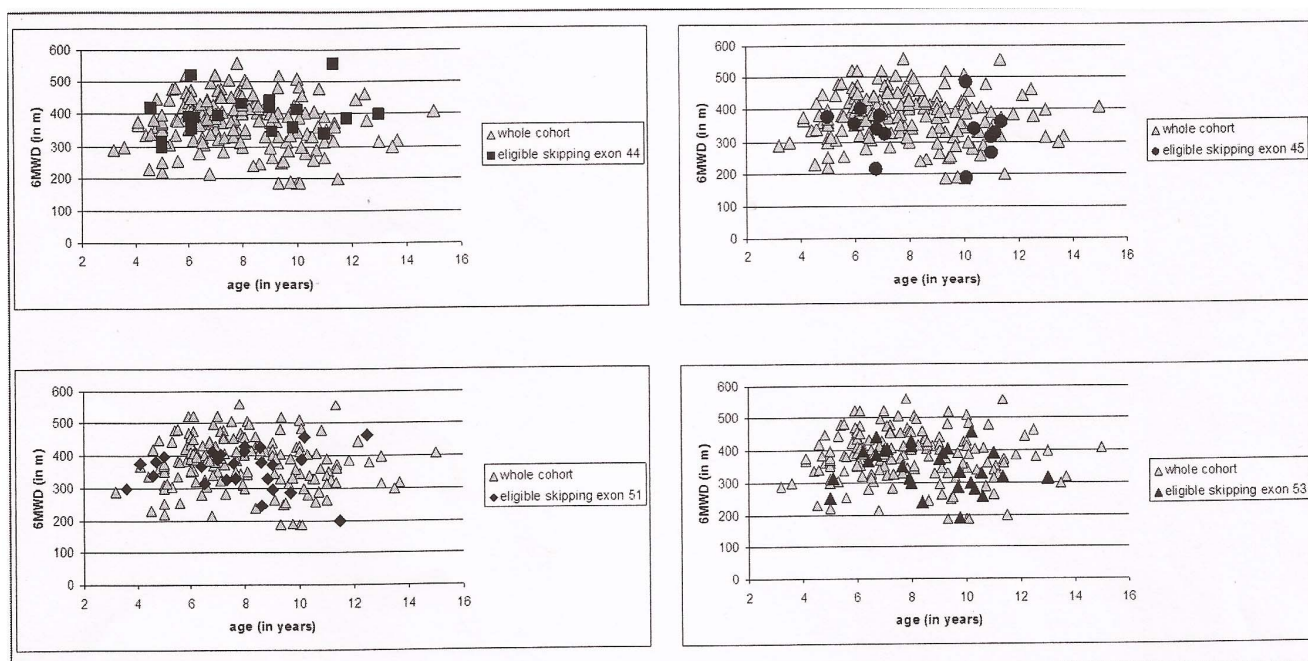 600
500
400
300
200
100
0
6MWD (in m)
2 4 6 8 10 12 14 16
age (in years)
whole cohort
eligible skipping exon 44
600
500
400
300
200
100
0
6MWD (in m)
2 4 6 8 10 12 14 16
age (in years)
whole cohort
eligible skipping exon 45
600
500
400
300
200
100
0
6MWD (in m)
2 4 6 8 10 12 14 16
age (in years)
whole cohort
eligible skipping exon 51
600
500
400
300
200
100
0
6MWD (in m)
2 4 6 8 10 12 14 16
age (in years)
whole cohort
eligible skipping exon 53